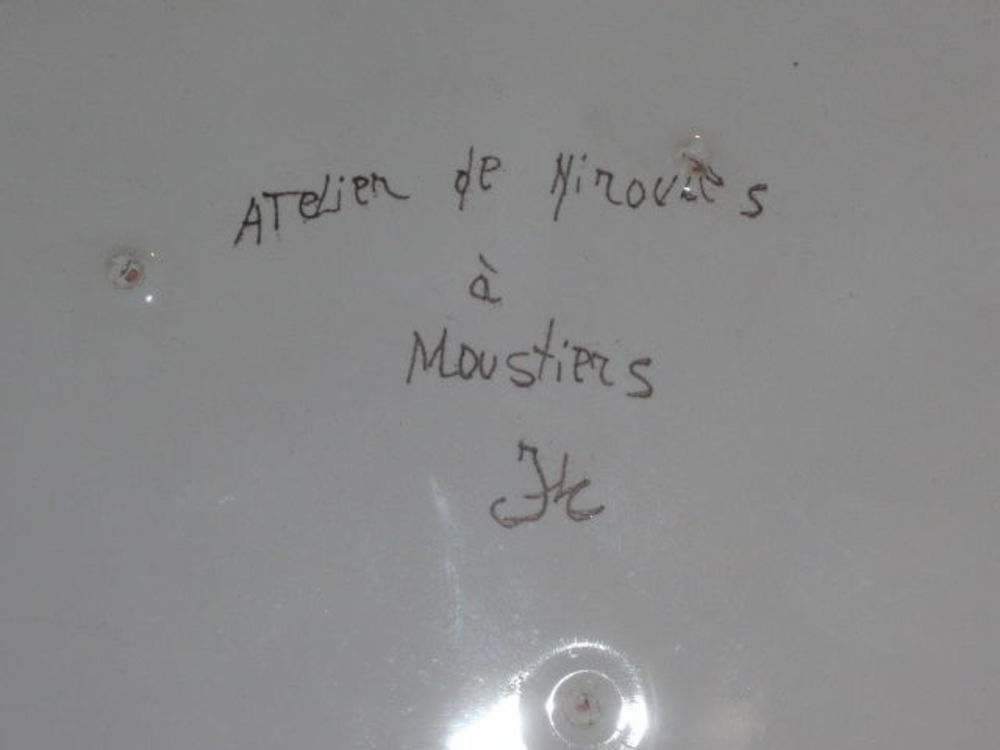 ATelier de
à
Moustiers